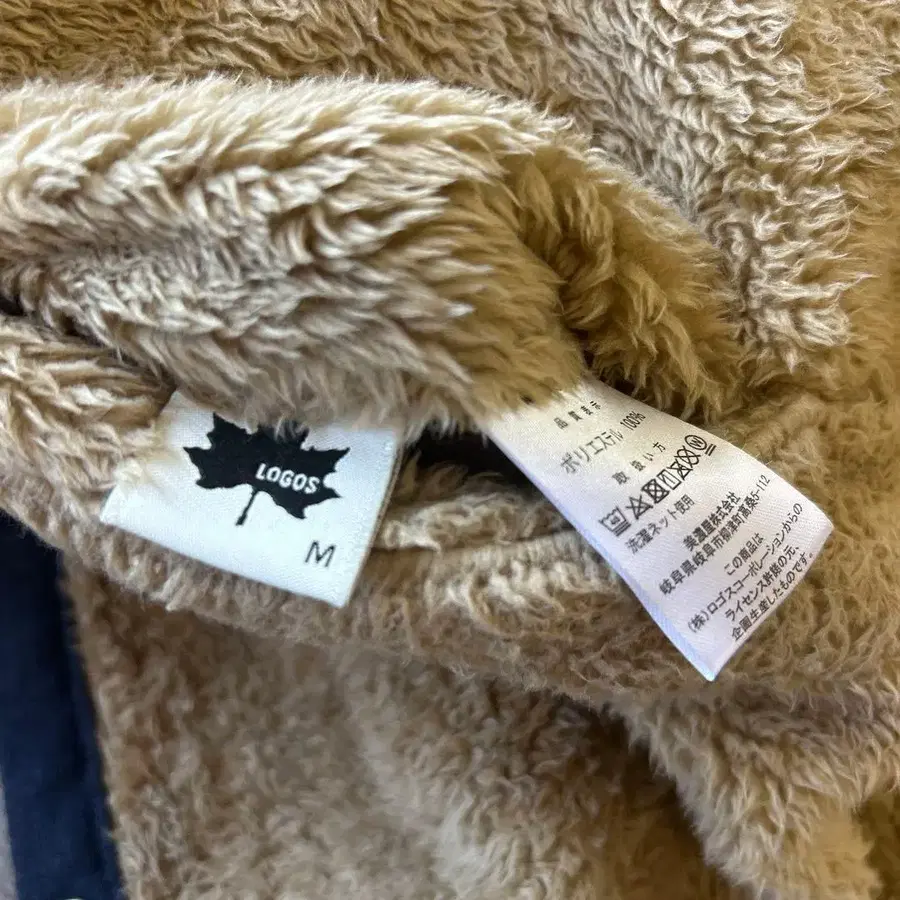 LOGOS
M
品質表示
ポリエステル 100%
取扱い方
洗濯ネット使用
美濃屋株式会社
岐阜県岐阜市柳津町高桑5-112
この商品は
(株)ロゴスコーポレーションからの
ライセンス許諾の元、
企画生産したものです。